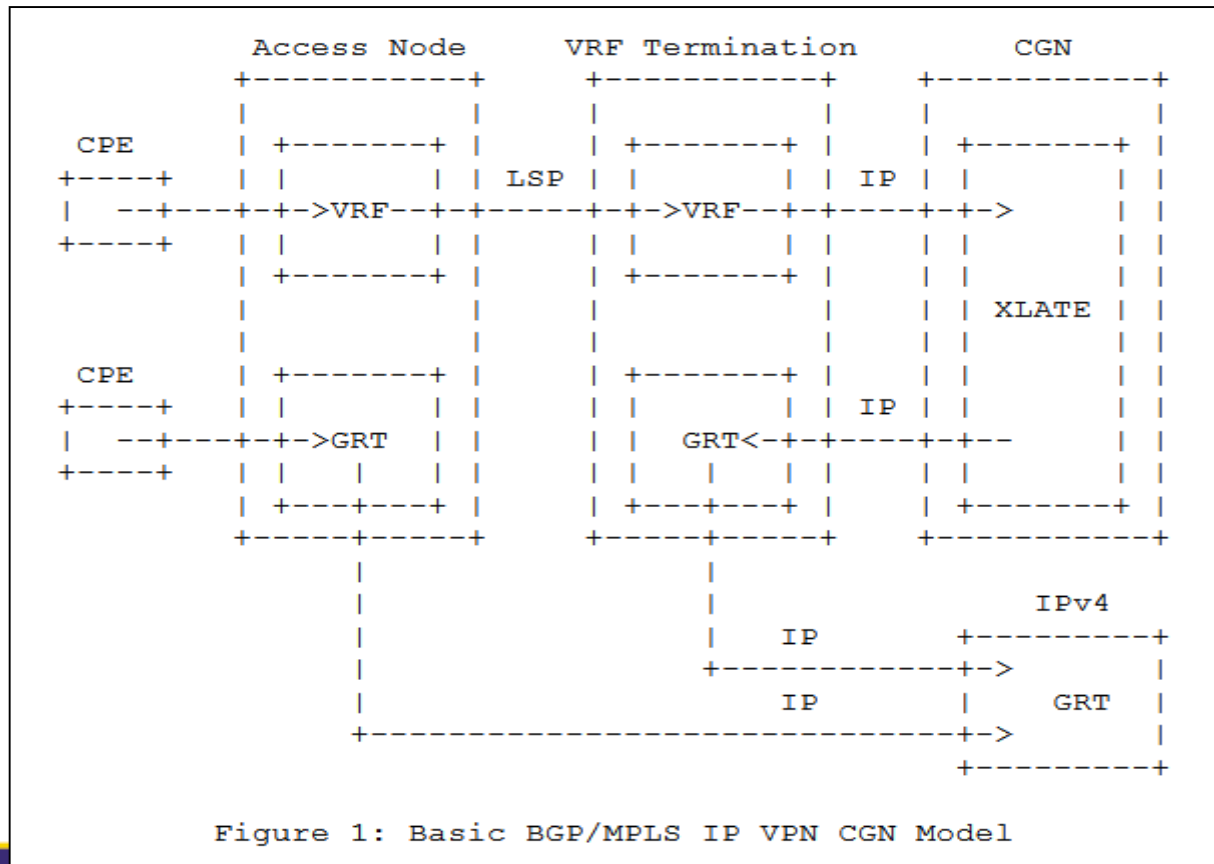 Access Node VRF Termination CGN
+-----------+ +-----------+ +-----------+
| | | | | |
CPE | +-------+ | | +-------+ | | +-------+ |
+----+ | | | | LSP | | | | IP | | | |
| --+---+-+->VRF--+-+-----+-+->VRF--+-+----+-+-> | |
+----+ | | | | | | | | | | | |
| +-------+ | | +-------+ | | | | |
| | | | | | XLATE | |
| | | | | | | |
CPE | +-------+ | | +-------+ | | | | |
+----+ | | | | | | | | IP | | | |
| --+---+-+->GRT | | | | GRT<-+-+----+-+-- | |
+----+ | | | | | | | | | | | | | |
| +---+---+ | | +---+---+ | | +-------+ |
+-----+-----+ +-----+-----+ +-----------+
| |
| | IPv4
| | IP +---------+
| +------------+-> |
| IP | GRT |
+------------------------------+-> |
+---------+
Figure 1: Basic BGP/MPLS IP VPN CGN Model